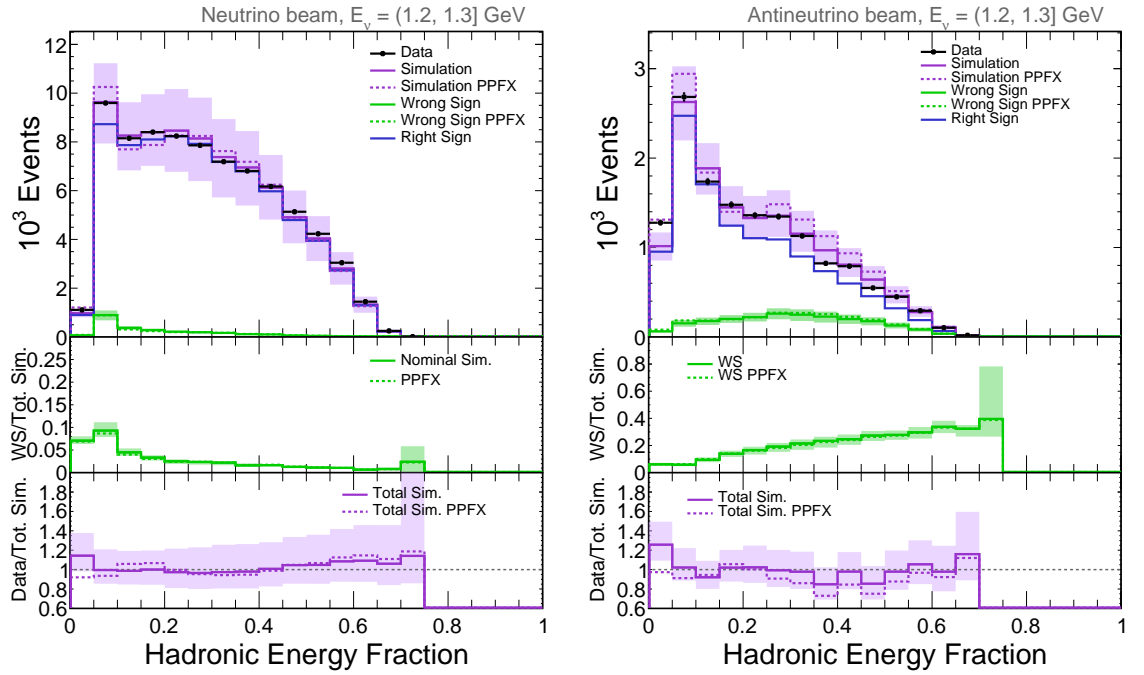 Neutrino beam, Eν = (1.2, 1.3] GeV
12
10
8
6
4
2
0
10³ Events
Data
Simulation
Simulation PPFX
Wrong Sign
Wrong Sign PPFX
Right Sign
0.25
0.2
0.15
0.1
0.05
0
WS/Tot. Sim.
Nominal Sim.
PPFX
1.8
1.6
1.4
1.2
1
0.8
0.6
Data/Tot. Sim.
Total Sim.
Total Sim. PPFX
0 0.2 0.4 0.6 0.8 1
Hadronic Energy Fraction
Antineutrino beam, Eν = (1.2, 1.3] GeV
3
2
1
0
10³ Events
Data
Simulation
Simulation PPFX
Wrong Sign
Wrong Sign PPFX
Right Sign
0.8
0.6
0.4
0.2
0
WS/Tot. Sim.
WS
WS PPFX
1.8
1.6
1.4
1.2
1
0.8
0.6
Data/Tot. Sim.
Total Sim.
Total Sim. PPFX
0 0.2 0.4 0.6 0.8 1
Hadronic Energy Fraction